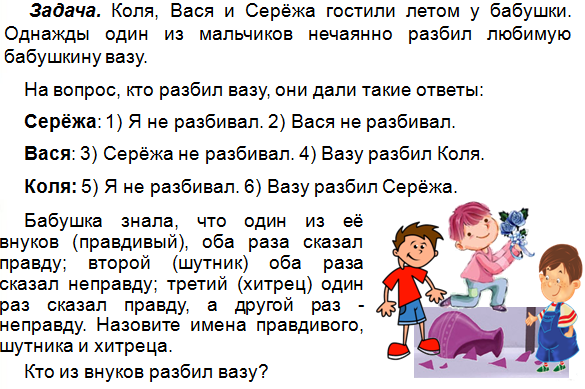 Задача. Коля, Вася и Серёжа гостили летом у бабушки.
Однажды один из мальчиков нечаянно разбил любимую
бабушкину вазу.
На вопрос, кто разбил вазу, они дали такие ответы:
Серёжа: 1) Я не разбивал. 2) Вася не разбивал.
Вася: 3) Серёжа не разбивал. 4) Вазу разбил Коля.
Коля: 5) Я не разбивал. 6) Вазу разбил Серёжа.
Бабушка знала, что один из её
внуков (правдивый), оба раза сказал
правду; второй (шутник) оба раза
сказал неправду; третий (хитрец) один
раз сказал правду, а другой раз -
неправду. Назовите имена правдивого,
шутника и хитреца.
Кто из внуков разбил вазу?